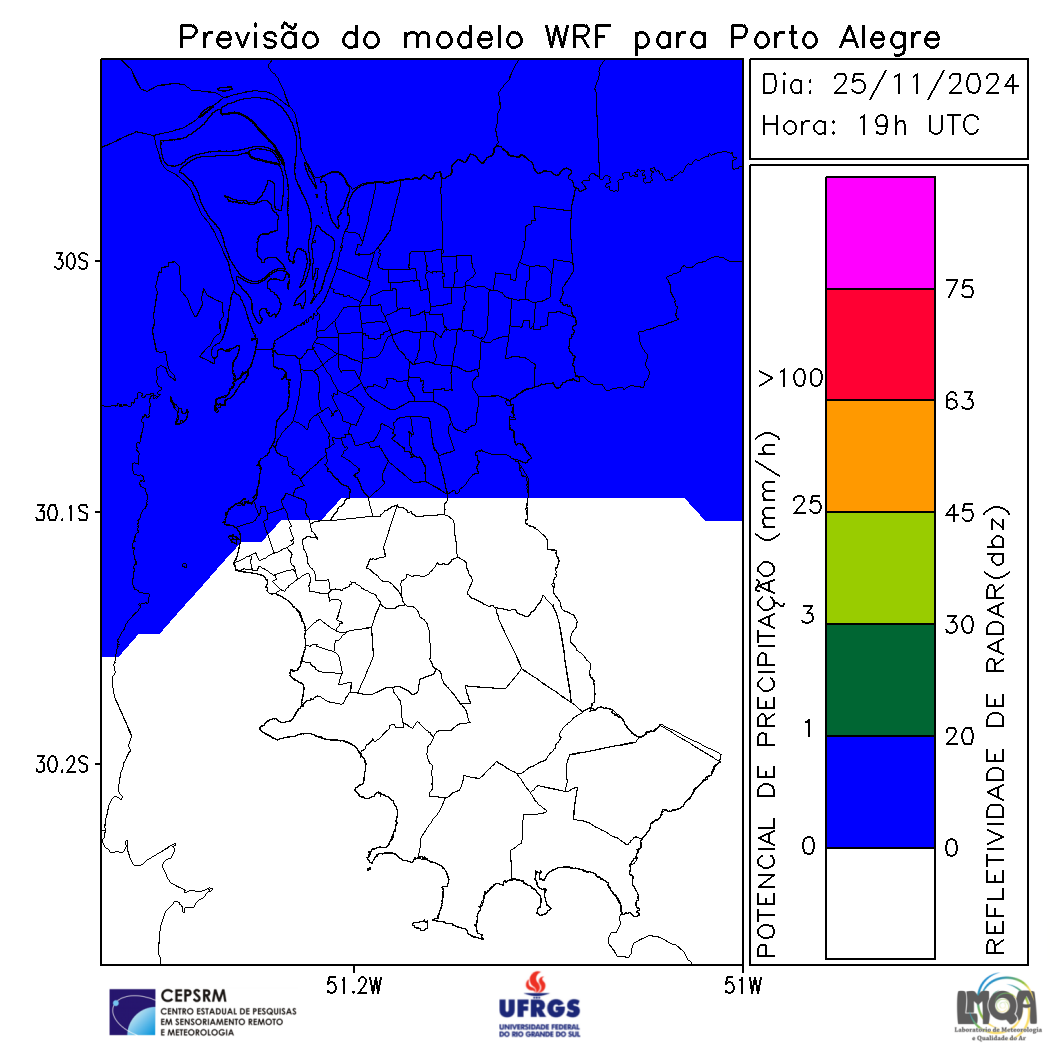 Previsão do modelo WRF para Porto Alegre
Dia: 25/11/2024
Hora: 19h UTC
30S
30.1S
30.2S
51.2W
51W
POTENCIAL DE PRECIPITAÇÃO (mm/h)
>100
25
3
1
0
75
63
45
30
20
0
REFLETIVIDADE DE RADAR(dbz)
CEPSRM
CENTRO ESTADUAL DE PESQUISAS
EM SENSORIAMENTO REMOTO
E METEOROLOGIA
UFRGS
UNIVERSIDADE FEDERAL
DO RIO GRANDE DO SUL
LMQA
Laboratório de Meteorologia
e Qualidade do Ar